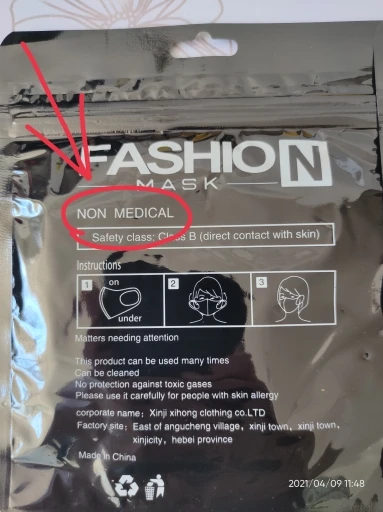 FASHION
MASK
NON MEDICAL
Safety class: Class B (direct contact with skin)
Instructions
1 on under 2 3
Matters needing attention
This product can be used many times
Can be cleaned
No protection against toxic gases
Please use it carefully for people with skin allergy
corporate name: Xinji xihong clothing co.LTD
Factory site: East of angucheng village, xinji town, xinji town,
xinjicity, hebei province
Made in China
2021/04/09 11:48